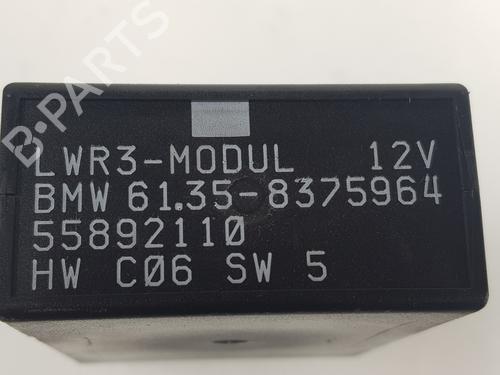 B-PARTS
LWR3-MODUL 12V
BMW 61.35-8375964
55892110
HW C06 SW 5